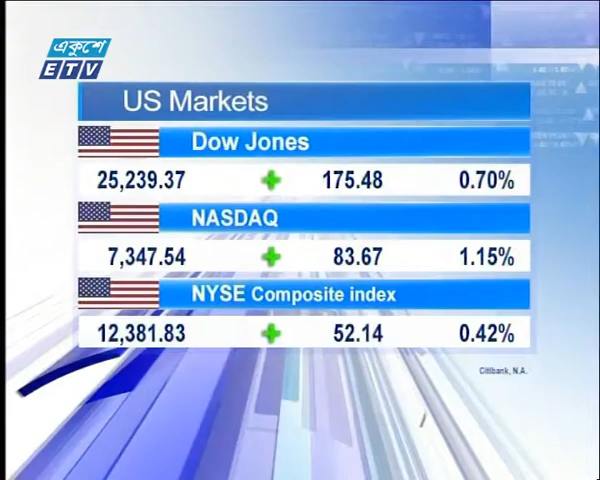 একুশে
ETV
US Markets
Dow Jones
25,239.37 + 175.48 0.70%
NASDAQ
7,347.54 + 83.67 1.15%
NYSE Composite index
12,381.83 + 52.14 0.42%
Citibank, N.A.